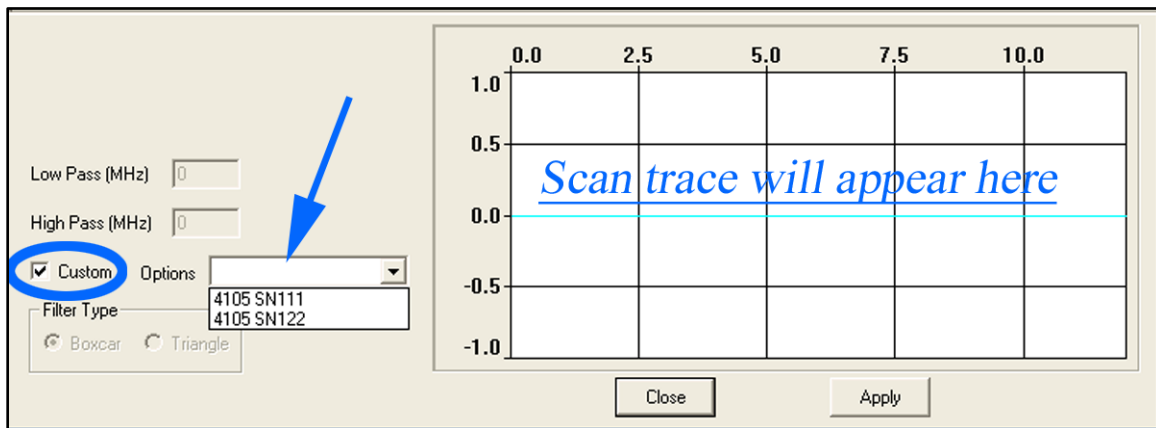 0.0 2.5 5.0 7.5 10.0
1.0
0.5
Scan trace will appear here
0.0
-0.5
-1.0
Low Pass (MHz) 0
High Pass (MHz) 0
Custom Options
4105 SN111
4105 SN122
Filter Type
Boxcar Triangle
Close Apply